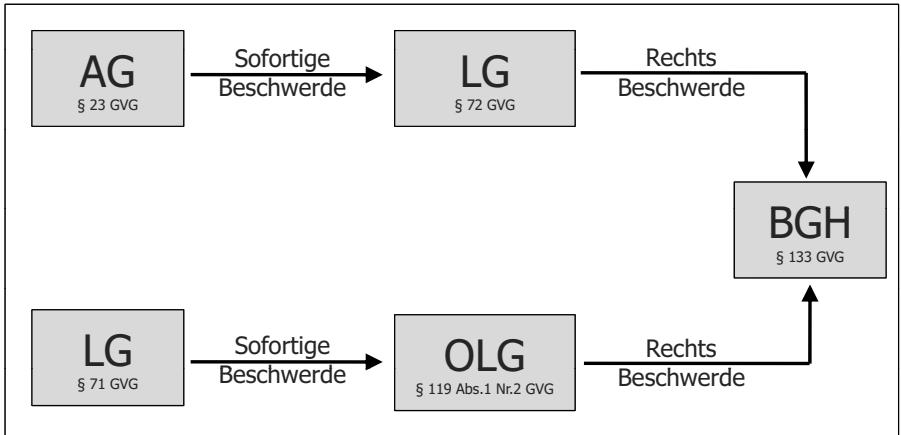 AG
§ 23 GVG
Sofortige
Beschwerde
LG
§ 72 GVG
Rechts
Beschwerde
BGH
§ 133 GVG
LG
§ 71 GVG
Sofortige
Beschwerde
OLG
§ 119 Abs.1 Nr.2 GVG
Rechts
Beschwerde